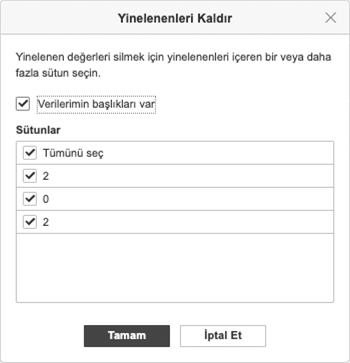 Yinelenenleri Kaldır
Yinelenen değerleri silmek için yinelenenleri içeren bir veya daha
fazla sütun seçin.
Verilerimin başlıkları var
Sütunlar
Tümünü seç
2
0
2
Tamam
İptal Et